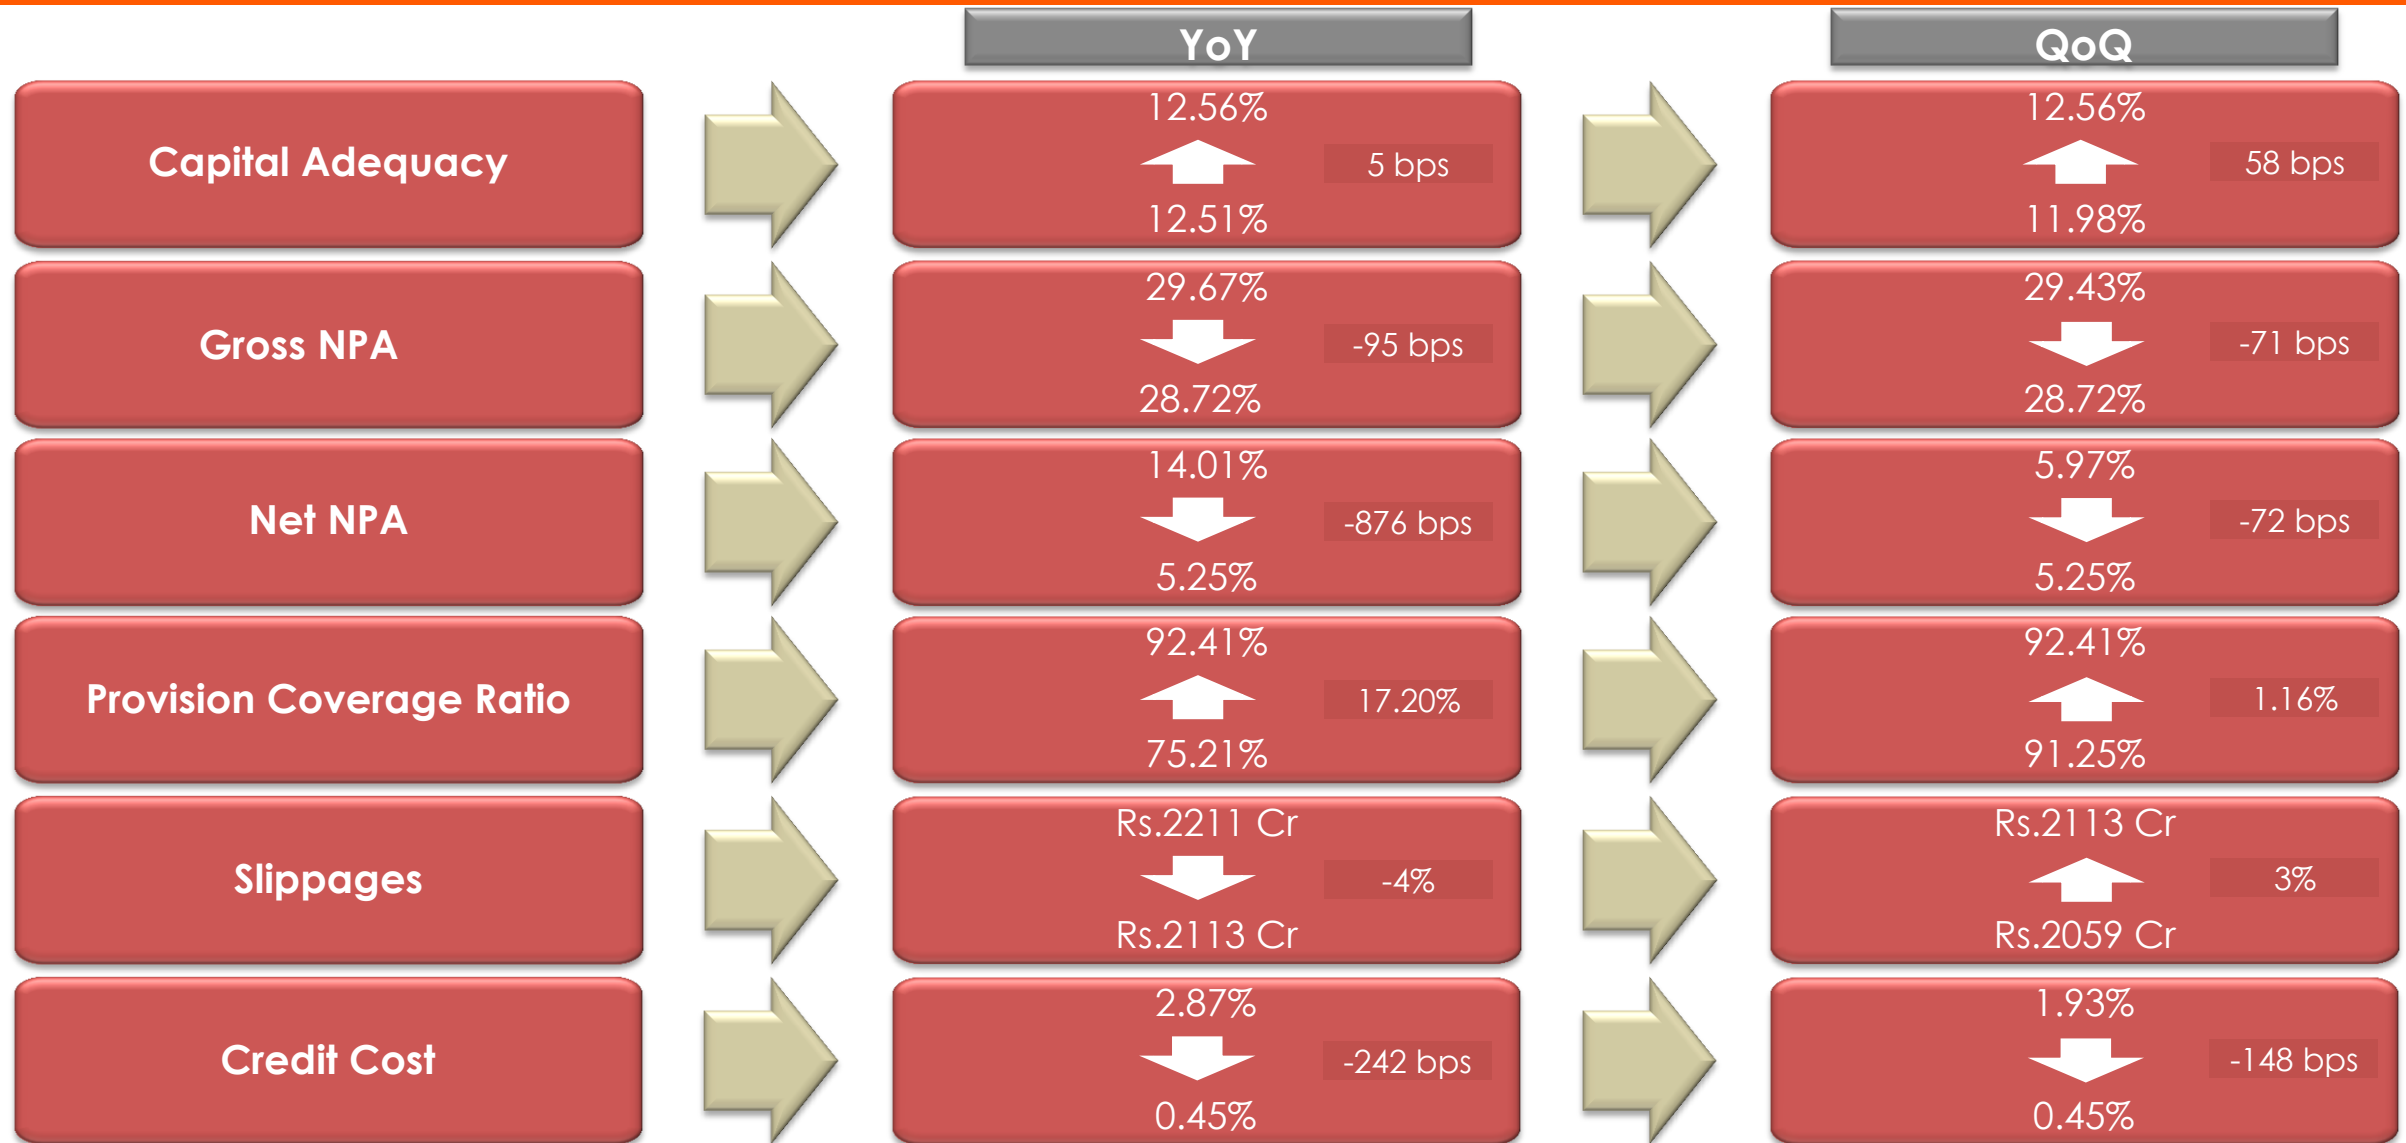 YoY
QoQ
Capital Adequacy
12.56%
5 bps
12.51%
12.56%
58 bps
11.98%
Gross NPA
29.67%
-95 bps
28.72%
29.43%
-71 bps
28.72%
Net NPA
14.01%
-876 bps
5.25%
5.97%
-72 bps
5.25%
Provision Coverage Ratio
92.41%
17.20%
75.21%
92.41%
1.16%
91.25%
Slippages
Rs.2211 Cr
-4%
Rs.2113 Cr
Rs.2113 Cr
3%
Rs.2059 Cr
Credit Cost
2.87%
-242 bps
0.45%
1.93%
-148 bps
0.45%